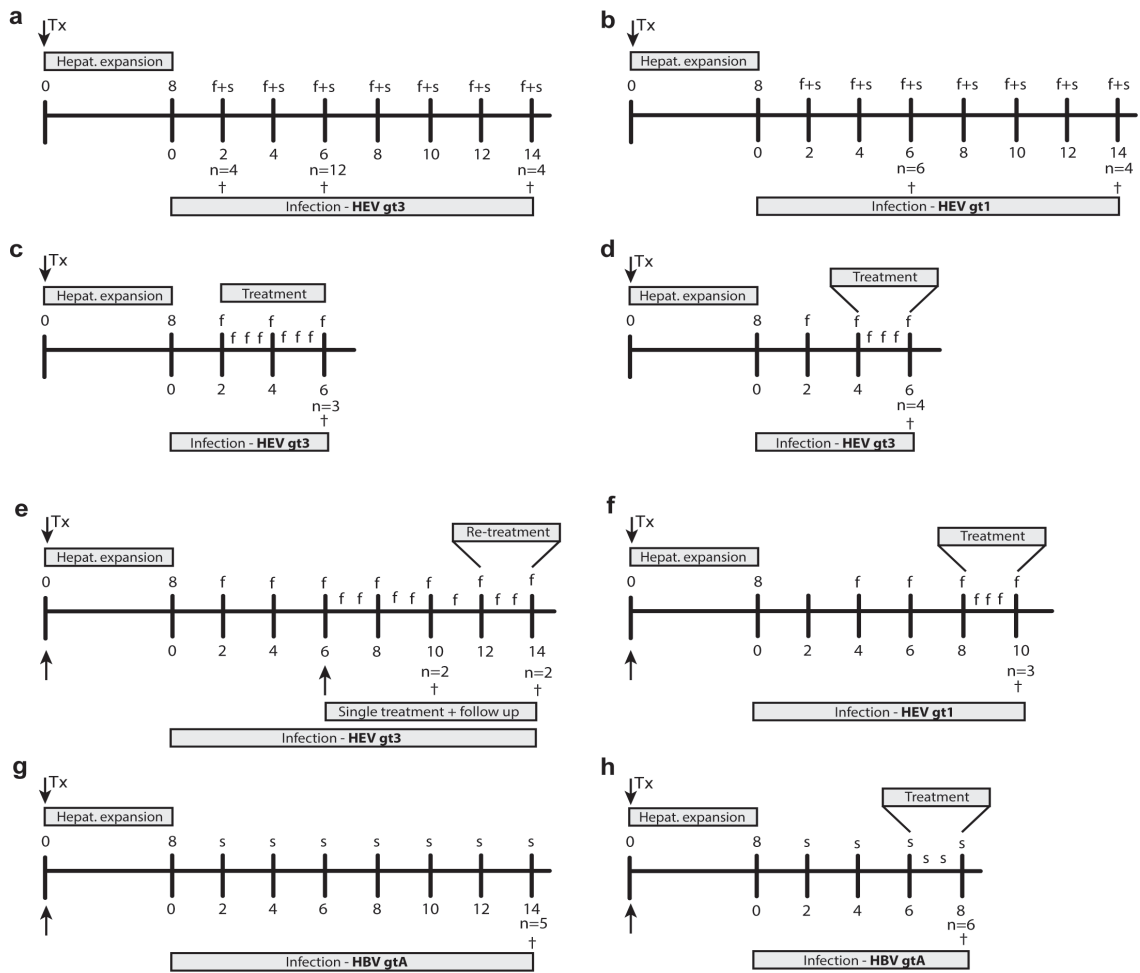 a
Tx
Hepat. expansion
0 8 f+s f+s f+s f+s f+s f+s f+s
0 2 4 6 8 10 12 14
n=4 n=12 n=4
† † †
Infection - HEV gt3
b
Tx
Hepat. expansion
0 8 f+s f+s f+s f+s f+s f+s f+s
0 2 4 6 8 10 12 14
n=6 n=4
† †
Infection - HEV gt1
c
Tx
Hepat. expansion Treatment
0 8 f f f
f f f f f f
0 2 4 6
n=3
†
Infection - HEV gt3
d
Tx
Treatment
Hepat. expansion
0 8 f f f
f f f
0 2 4 6
n=4
†
Infection - HEV gt3
e
Tx
Re-treatment
Hepat. expansion
0 8 f f f f f f f
f f f f f f f
0 2 4 6 8 10 12 14
n=2 n=2
† †
Single treatment + follow up
Infection - HEV gt3
f
Tx
Treatment
Hepat. expansion
0 8 f f f f
f f f
0 2 4 6 8 10
n=3
†
Infection - HEV gt1
g
Tx
Hepat. expansion
0 8 s s s s s s s
0 2 4 6 8 10 12 14
n=5
†
Infection - HBV gtA
h
Tx
Treatment
Hepat. expansion
0 8 s s s s
s s
0 2 4 6 8
n=6
†
Infection - HBV gtA